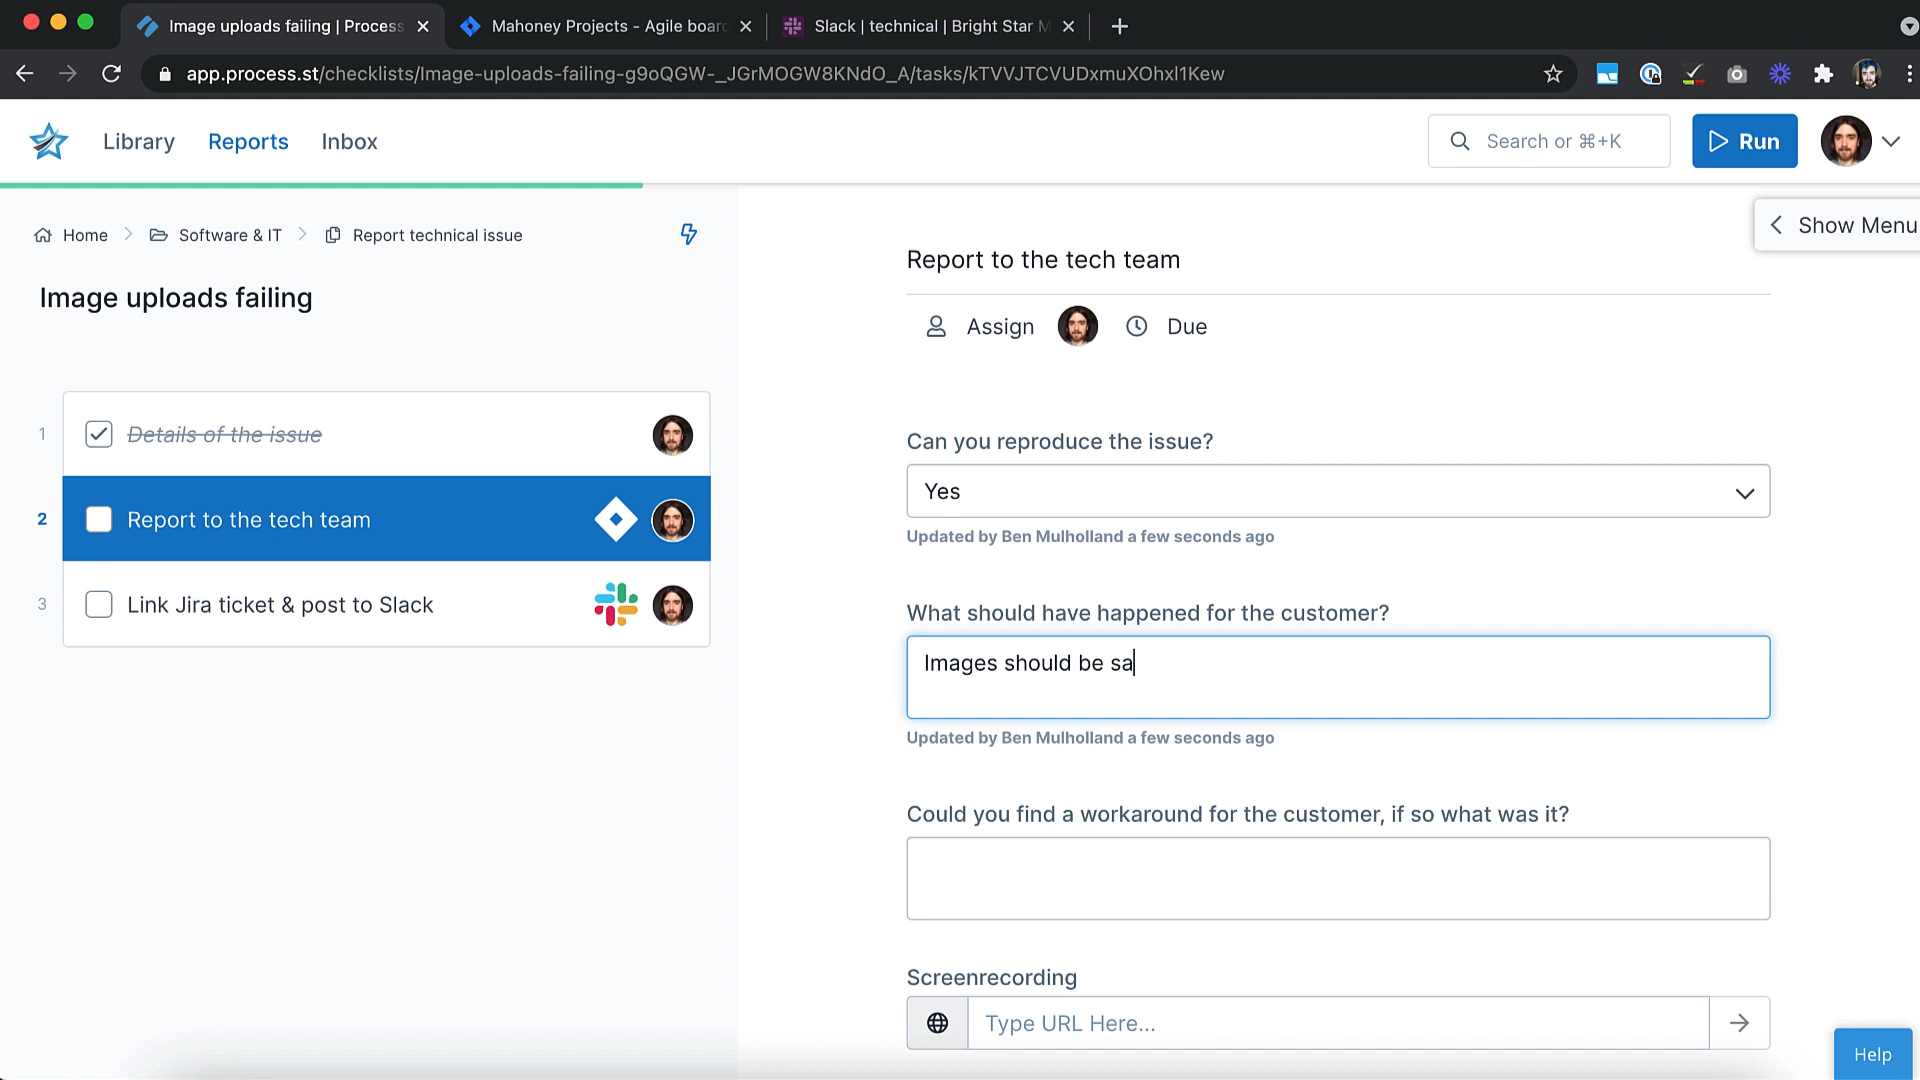 Image uploads failing | Process
Mahoney Projects - Agile board
Slack | technical | Bright Star M
app.process.st/checklists/Image-uploads-failing-g9oQGW-_JGrMOGW8KNdO_A/tasks/kTVVJTCVUDxmuXOhxl1Kew
Library
Reports
Inbox
Search or ⌘+K
Run
Home
Software & IT
Report technical issue
Show Menu
Image uploads failing
Report to the tech team
Assign
Due
1
Details of the issue
2
Report to the tech team
3
Link Jira ticket & post to Slack
Can you reproduce the issue?
Yes
Updated by Ben Mulholland a few seconds ago
What should have happened for the customer?
Images should be sa
Updated by Ben Mulholland a few seconds ago
Could you find a workaround for the customer, if so what was it?
Screenrecording
Type URL Here...
Help